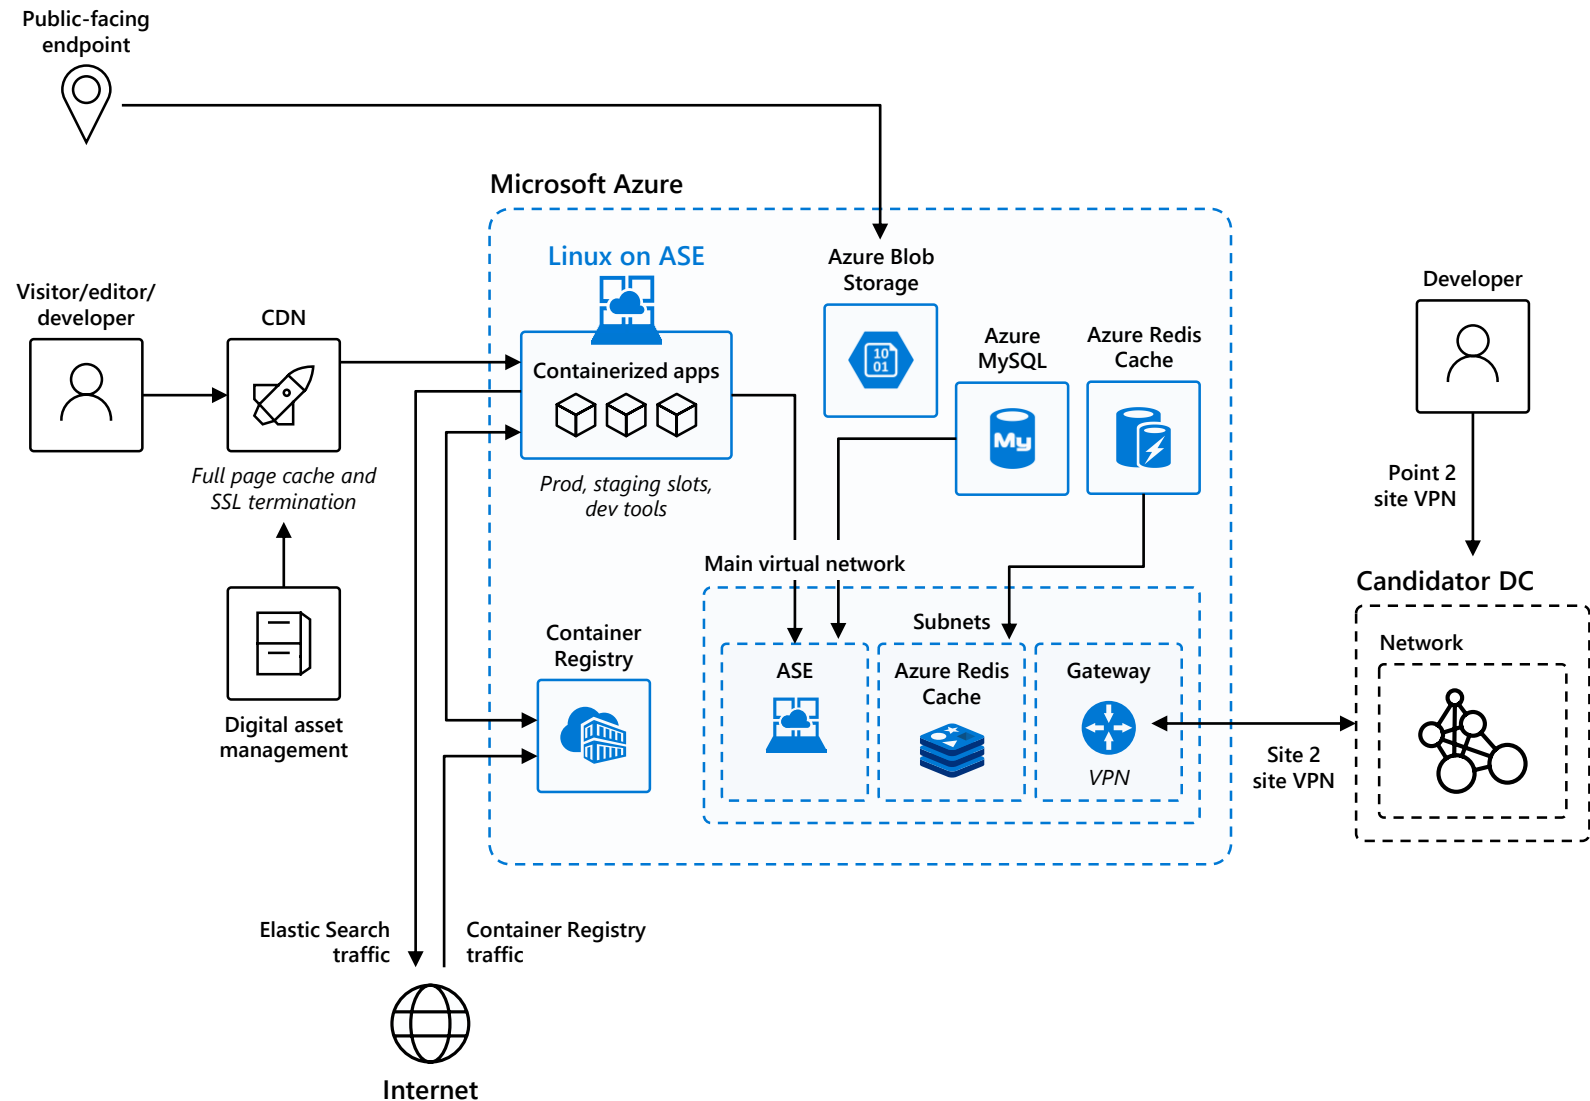 Public-facing
endpoint
Microsoft Azure
Linux on ASE
Azure Blob
Storage
Visitor/editor/
developer
CDN
Developer
Azure
MySQL
Azure Redis
Cache
Containerized apps
10
01
My
Full page cache and
SSL termination
Prod, staging slots,
dev tools
Point 2
site VPN
Main virtual network
Candidator DC
Subnets
Container
Registry
Network
ASE
Azure Redis
Cache
Gateway
VPN
Digital asset
management
Site 2
site VPN
Elastic Search
traffic
Container Registry
traffic
Internet